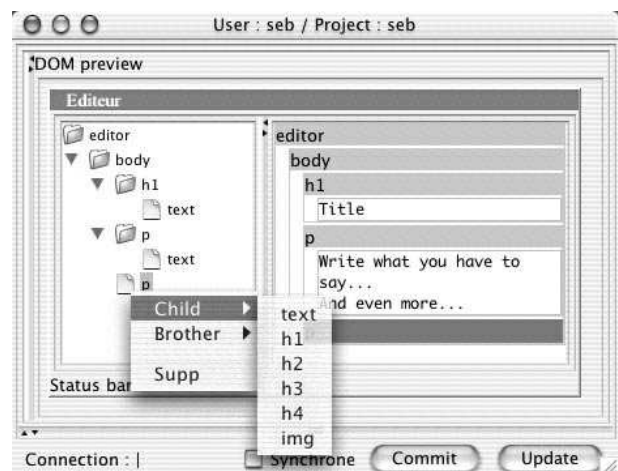 User : seb / Project : seb
DOM preview
Editeur
editor
body
h1
text
p
text
p
editor
body
h1
Title
p
Write what you have to
say...
And even more...
Child
Brother
Supp
text
h1
h2
h3
h4
img
Status bar
Connection :
Synchrone
Commit
Update